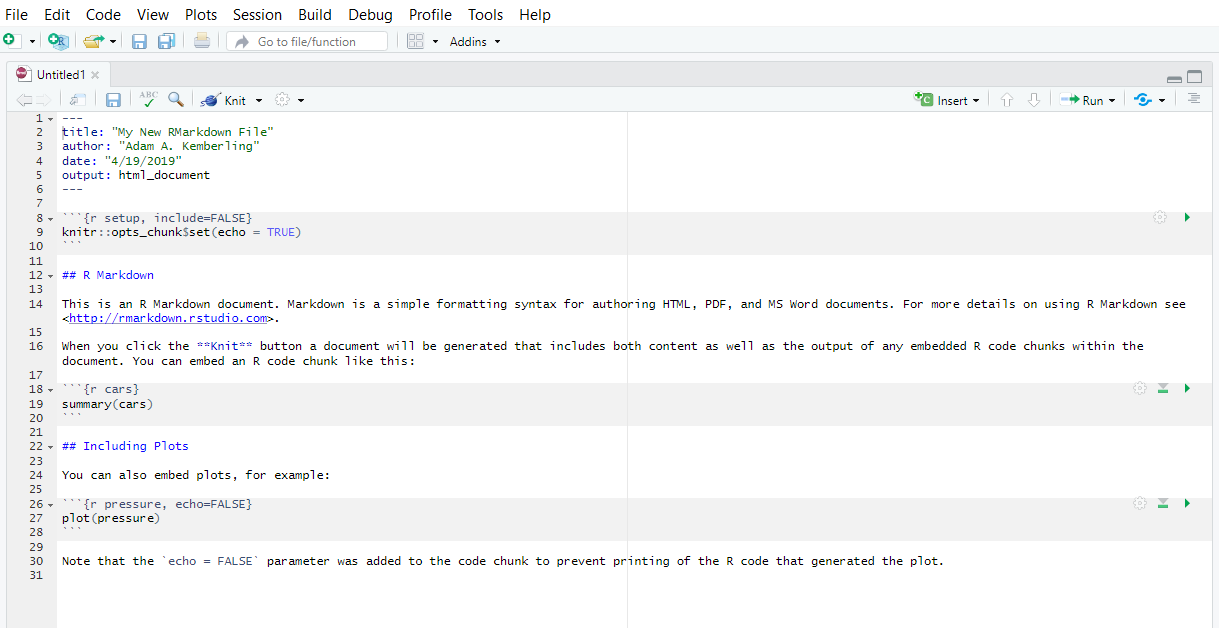 File Edit Code View Plots Session Build Debug Profile Tools Help
Go to file/function Addins
Untitled1
ABC Knit Insert Run
1 ---
2 title: "My New RMarkdown File"
3 author: "Adam A. Kemberling"
4 date: "4/19/2019"
5 output: html_document
6 ---
7
8 ```{r setup, include=FALSE}
9 knitr::opts_chunk$set(echo = TRUE)
10 ```
11
12 ## R Markdown
13
14 This is an R Markdown document. Markdown is a simple formatting syntax for authoring HTML, PDF, and MS Word documents. For more details on using R Markdown see
<http://rmarkdown.rstudio.com>.
15
16 When you click the **Knit** button a document will be generated that includes both content as well as the output of any embedded R code chunks within the
document. You can embed an R code chunk like this:
17
18 ```{r cars}
19 summary(cars)
20 ```
21
22 ## Including Plots
23
24 You can also embed plots, for example:
25
26 ```{r pressure, echo=FALSE}
27 plot(pressure)
28 ```
29
30 Note that the `echo = FALSE` parameter was added to the code chunk to prevent printing of the R code that generated the plot.
31